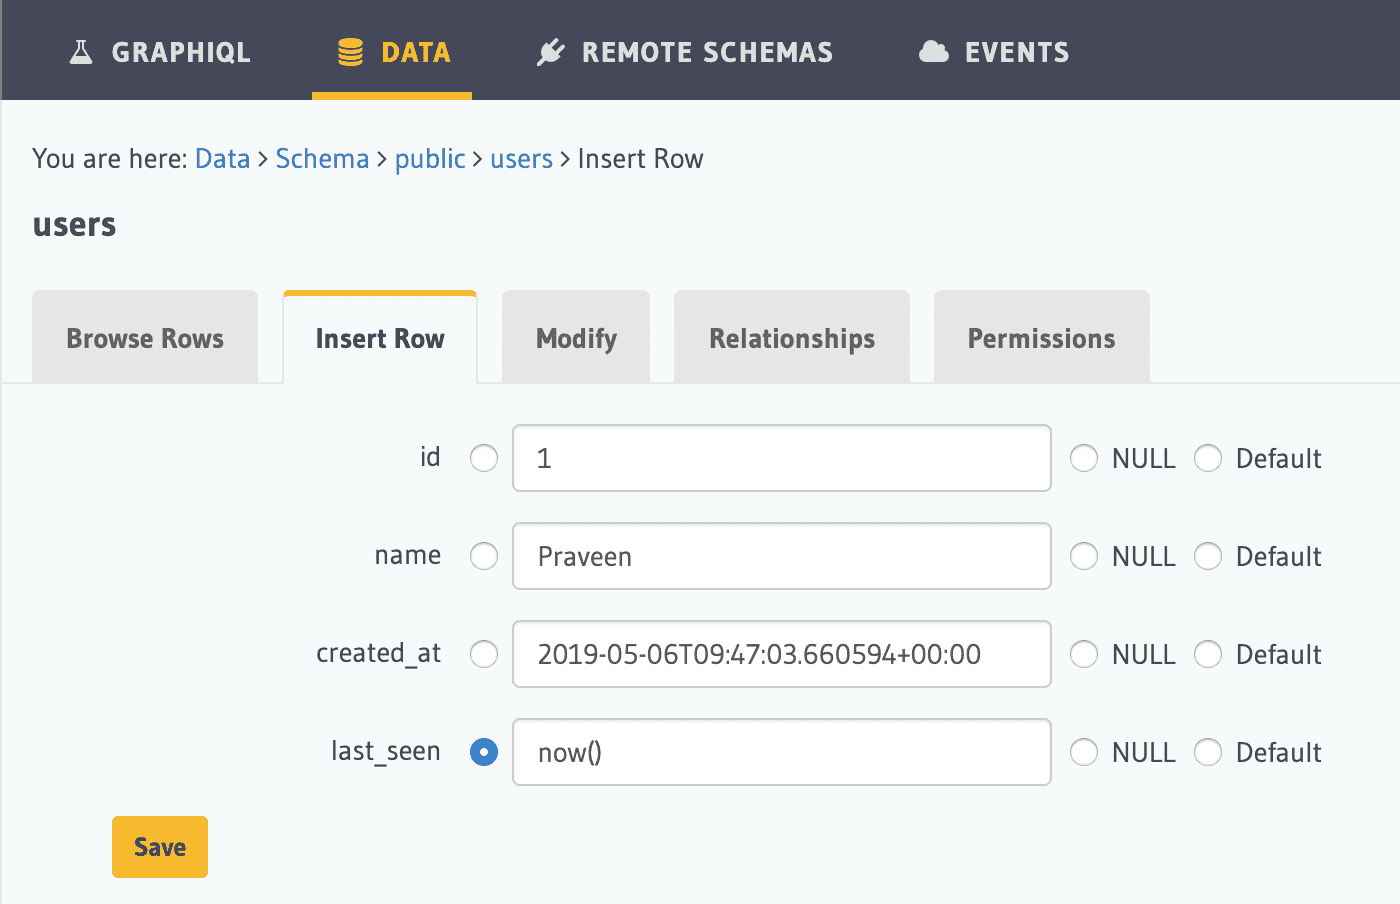 GRAPHIQL DATA REMOTE SCHEMAS EVENTS
You are here: Data > Schema > public > users > Insert Row
users
Browse Rows Insert Row Modify Relationships Permissions
id 1 NULL Default
name Praveen NULL Default
created_at 2019-05-06T09:47:03.660594+00:00 NULL Default
last_seen now() NULL Default
Save